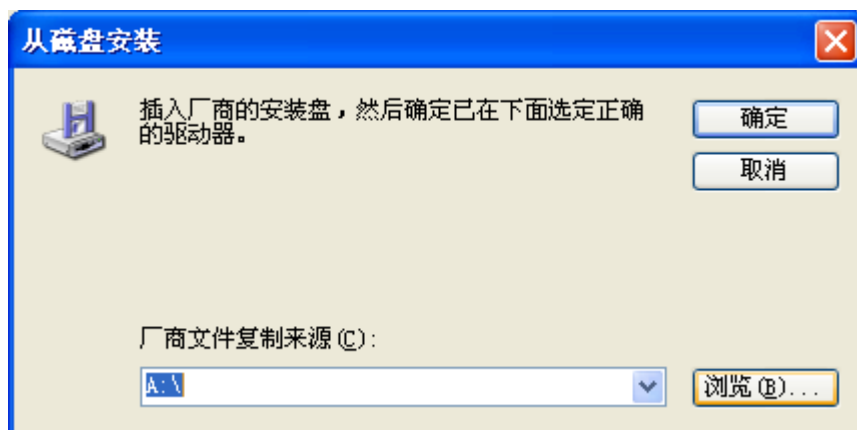 从磁盘安装
插入厂商的安装盘，然后确定已在下面选定正确
的驱动器。
确定
取消
厂商文件复制来源(C):
A:\
浏览(B)...